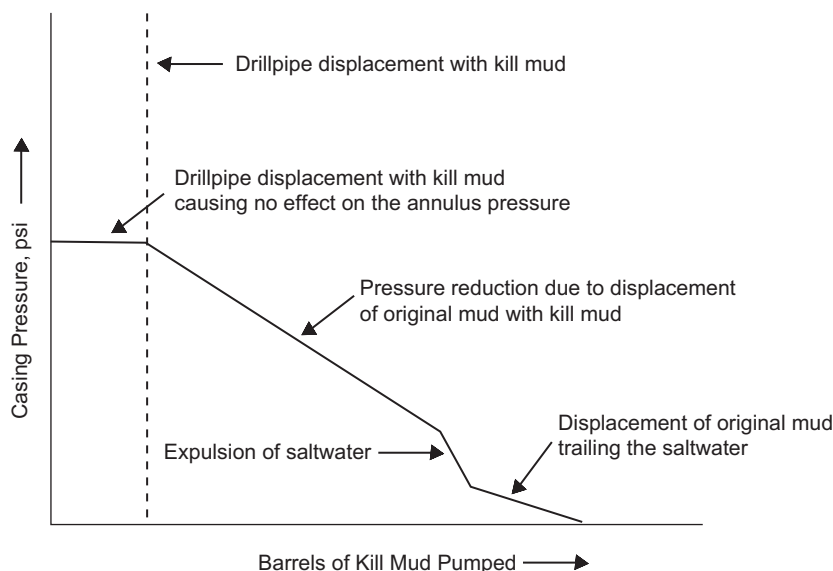 Drillpipe displacement with kill mud
Drillpipe displacement with kill mud
causing no effect on the annulus pressure
Casing Pressure, psi
Pressure reduction due to displacement
of original mud with kill mud
Displacement of original mud
trailing the saltwater
Expulsion of saltwater
Barrels of Kill Mud Pumped